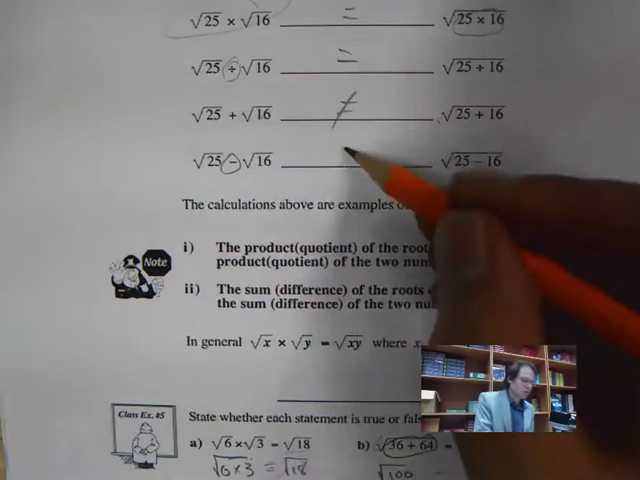 √25 × √16 = √25 × 16
√25 ÷ √16 = √25 ÷ 16
√25 + √16 ≠ √25 + 16
√25 − √16 √25 − 16
The calculations above are examples
Note
i) The product(quotient) of the root
product(quotient) of the two
ii) The sum (difference) of the roots
the sum (difference) of the two
In general √x × √y = √xy where x
Class Ex. #5
State whether each statement is true or
a) √6 × √3 = √18 b) √36 + 64 =
√6×3 = √18 √100